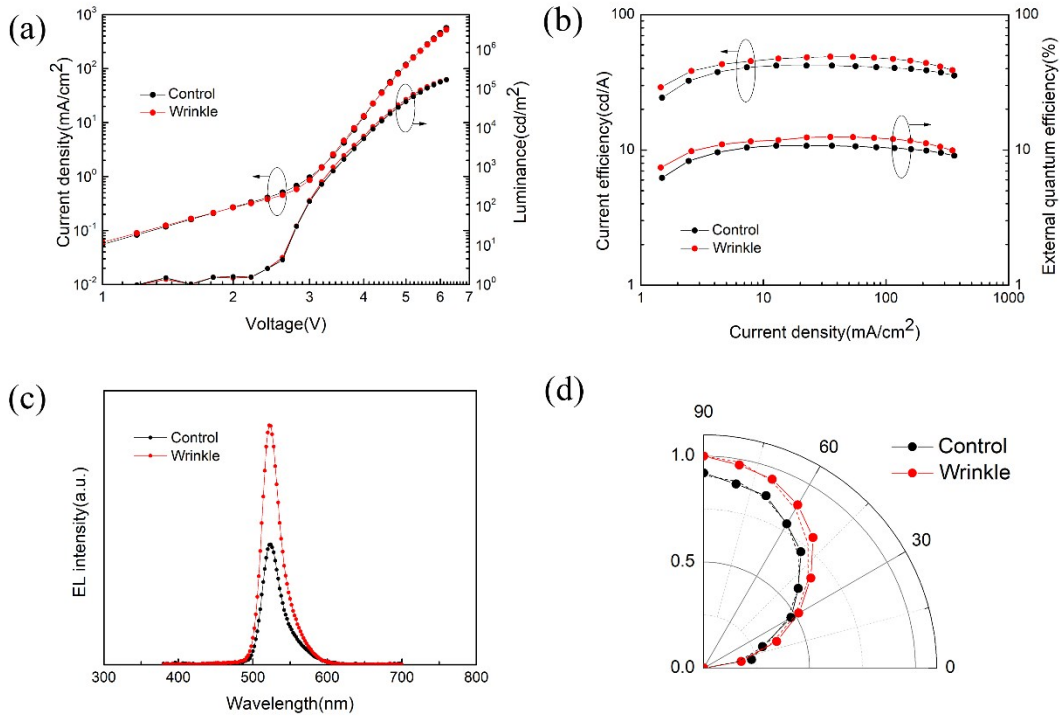 (a)
10³
10²
10¹
10⁰
10⁻¹
10⁻²
Current density(mA/cm²)
Control
Wrinkle
10⁶
10⁵
10⁴
10³
10²
10¹
10⁰
Luminance(cd/m²)
1 2 3 4 5 6 7
Voltage(V)
(b)
100
10
1
Current efficiency(cd/A)
Control
Wrinkle
100
10
1
External quantum efficiency(%)
1 10 100 1000
Current density(mA/cm²)
(c)
EL intensity(a.u.)
Control
Wrinkle
300 400 500 600 700 800
Wavelength(nm)
(d)
90
60
30
0
1.0
0.5
0.0
Control
Wrinkle